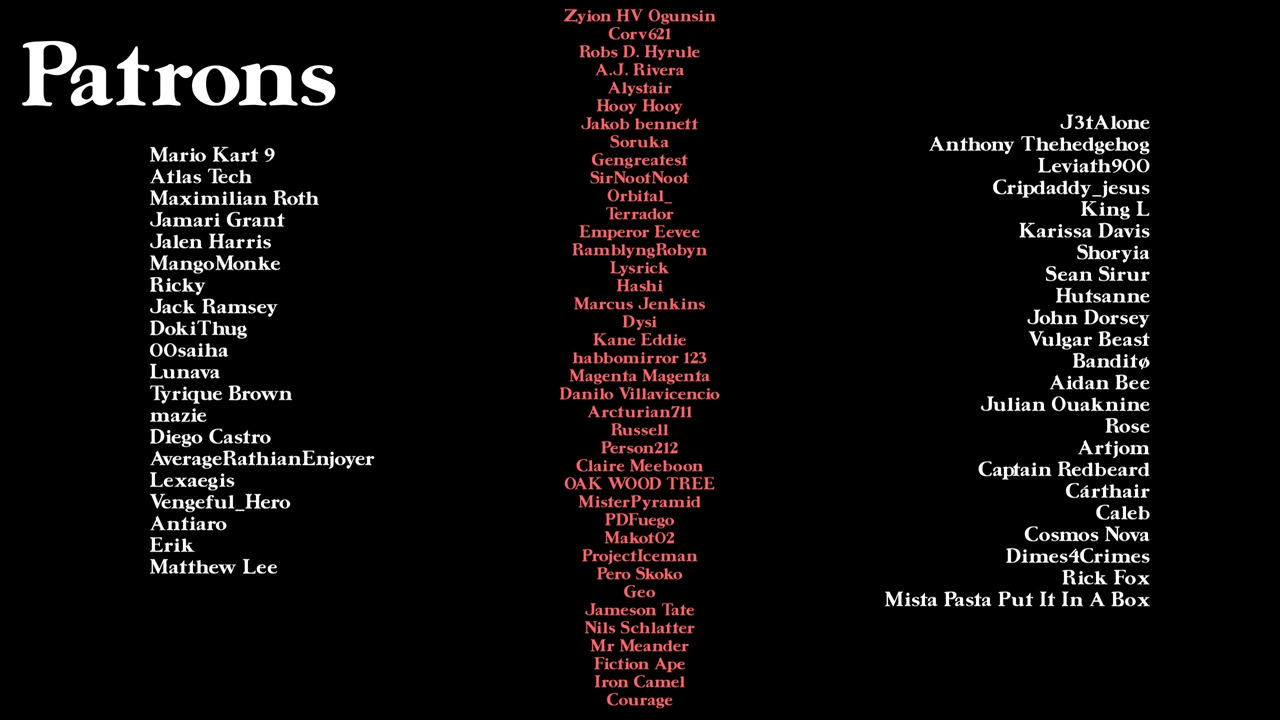 Patrons
Mario Kart 9
Atlas Tech
Maximilian Roth
Jamari Grant
Jalen Harris
MangoMonke
Ricky
Jack Ramsey
DokiThug
00saiha
Lunava
Tyrique Brown
mazie
Diego Castro
AverageRathianEnjoyer
Lexaegis
Vengeful_Hero
Antiaro
Erik
Matthew Lee
Zyion HV Ogunsin
Corv621
Robs D. Hyrule
A.J. Rivera
Alystair
Hooy Hooy
Jakob bennett
Soruka
Gengreatest
SirNootNoot
Orbital_
Terrador
Emperor Eevee
RamblyngRobyn
Lysrick
Hashi
Marcus Jenkins
Dysi
Kane Eddie
habbomirror 123
Magenta Magenta
Danilo Villavicencio
Arcturian711
Russell
Person212
Claire Meeboon
OAK WOOD TREE
MisterPyramid
PDFuego
Makot02
ProjectIceman
Pero Skoko
Geo
Jameson Tate
Nils Schlatter
Mr Meander
Fiction Ape
Iron Camel
Courage
J3tAlone
Anthony Thehedgehog
Leviath900
Cripdaddy_jesus
King L
Karissa Davis
Shoryia
Sean Sirur
Hutsanne
John Dorsey
Vulgar Beast
Banditø
Aidan Bee
Julian Ouaknine
Rose
Artjom
Captain Redbeard
Cárthair
Caleb
Cosmos Nova
Dimes4Crimes
Rick Fox
Mista Pasta Put It In A Box